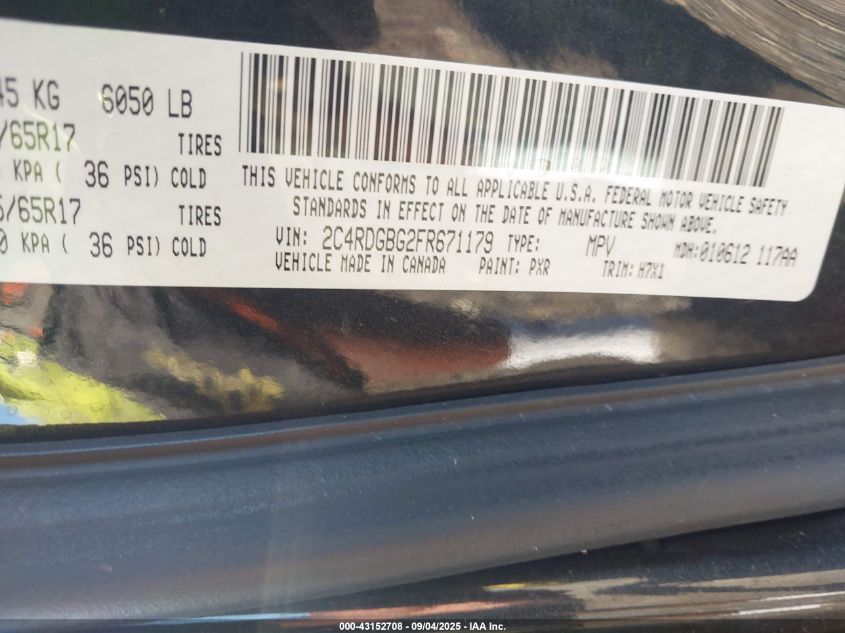 45 KG 6050 LB
/65R17 TIRES
KPA ( 36 PSI) COLD
/65R17 TIRES
0 KPA ( 36 PSI) COLD
THIS VEHICLE CONFORMS TO ALL APPLICABLE U.S.A. FEDERAL MOTOR VEHICLE SAFETY
STANDARDS IN EFFECT ON THE DATE OF MANUFACTURE SHOWN ABOVE.
VIN: 2C4RDGBG2FR671179 TYPE: MPV MDH:010612 117AA
VEHICLE MADE IN CANADA PAINT: PXR TRIM: H7X1
000-43152708 - 09/04/2025 - IAA Inc.